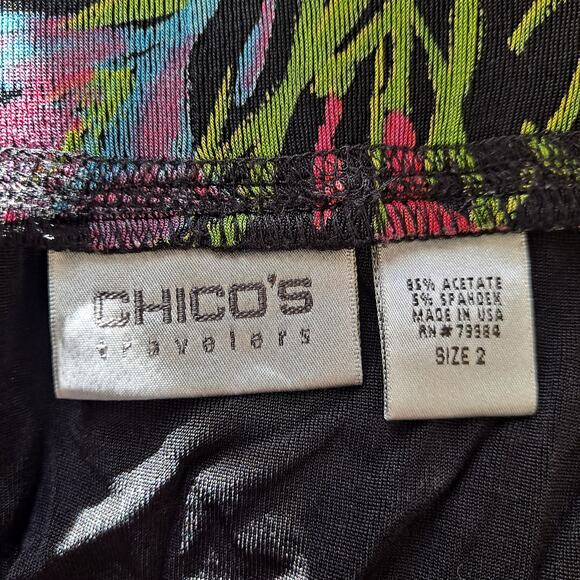 CHICO'S
travelers
95% ACETATE
5% SPANDEX
MADE IN USA
RN#79984
SIZE 2